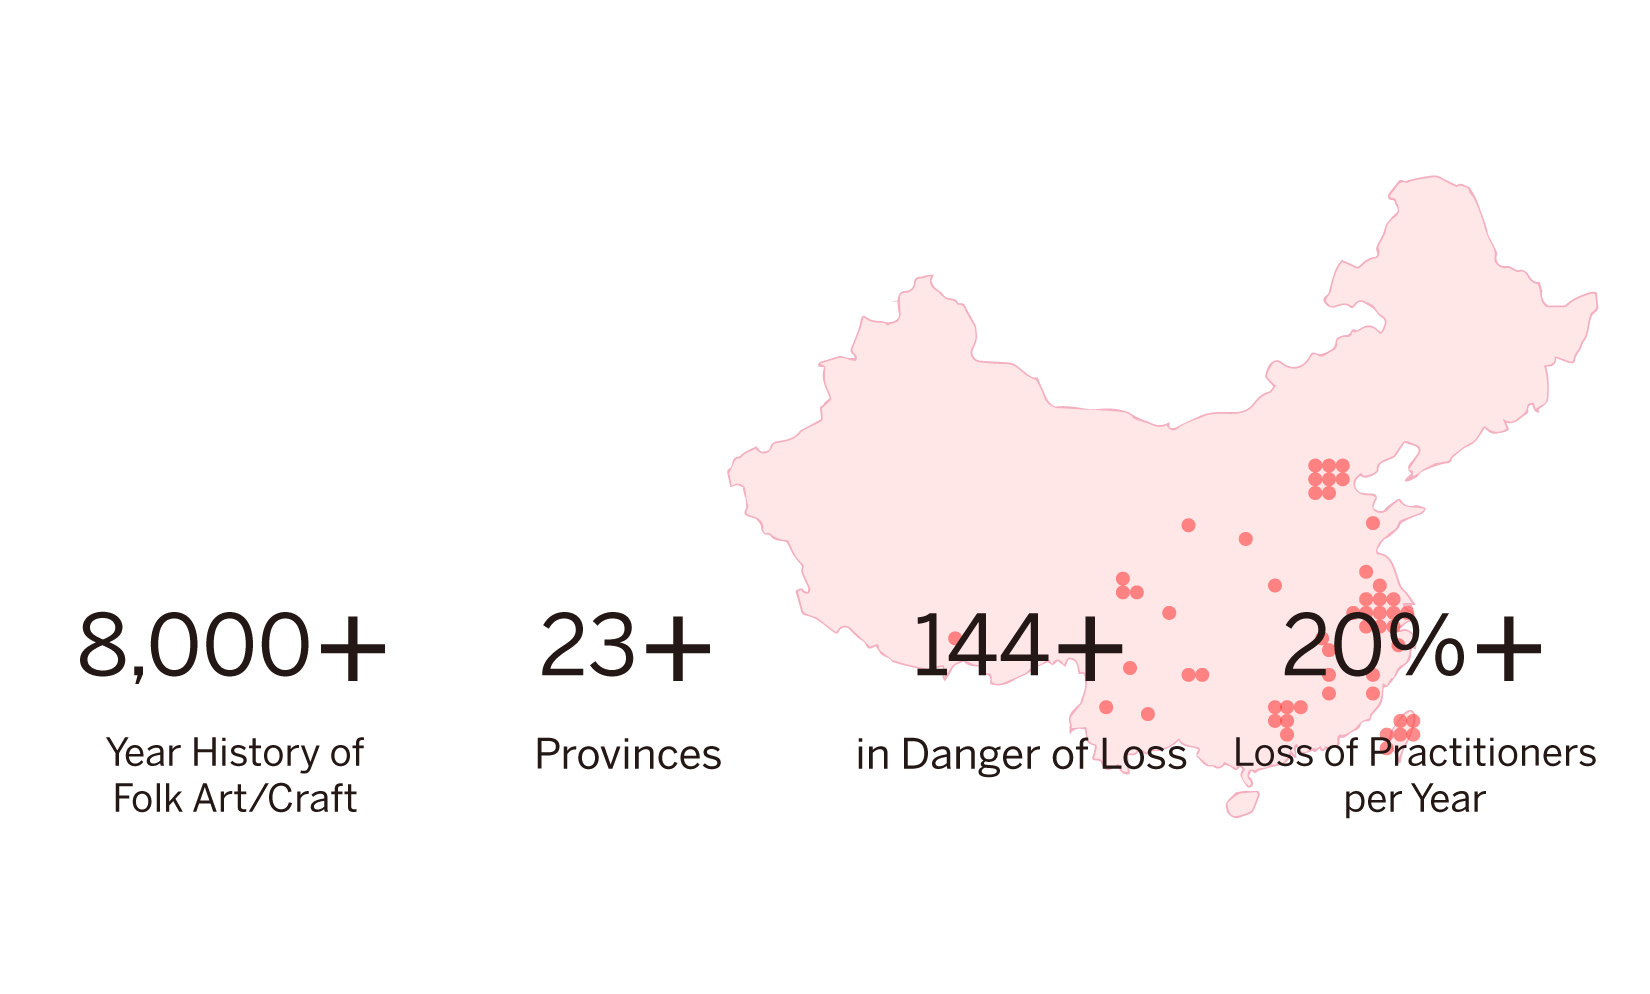 8,000+
Year History of
Folk Art/Craft
23+
Provinces
144+
in Danger of Loss
20%+
Loss of Practitioners
per Year